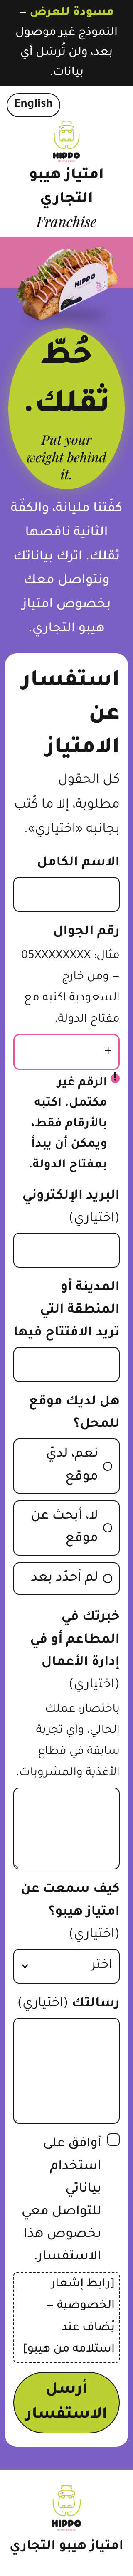 مسودة للعرض –
النموذج غير موصول
بعد، ولن تُرسَل أي
بيانات.
English
HIPPO
امتياز هيبو
التجاري
Franchise
HIPPO
حُطّ
ثقلك.
Put your
weight behind
it.
كفّتنا مليانة، والكفّة
الثانية ناقصها
ثقلك. اترك بياناتك
ونتواصل معك
بخصوص امتياز
هيبو التجاري.
استفسار
عن
الامتياز
كل الحقول
مطلوبة، إلا ما كُتب
بجانبه «اختياري».
الاسم الكامل
رقم الجوال
مثال: 05XXXXXXXX
– ومن خارج
السعودية اكتبه مع
مفتاح الدولة.
+
! الرقم غير
مكتمل. اكتبه
بالأرقام فقط،
ويمكن أن يبدأ
بمفتاح الدولة.
البريد الإلكتروني
(اختياري)
المدينة أو
المنطقة التي
تريد الافتتاح فيها
هل لديك موقع
للمحل؟
نعم، لديّ
موقع
لا، أبحث عن
موقع
لم أحدّد بعد
خبرتك في
المطاعم أو في
إدارة الأعمال
(اختياري)
باختصار: عملك
الحالي، وأي تجربة
سابقة في قطاع
الأغذية والمشروبات.
كيف سمعت عن
امتياز هيبو؟
(اختياري)
اختر
رسالتك (اختياري)
أوافق على
استخدام
بياناتي
للتواصل معي
بخصوص هذا
الاستفسار.
[رابط إشعار
الخصوصية –
يُضاف عند
استلامه من هيبو]
أرسل
الاستفسار
HIPPO
امتياز هيبو التجاري